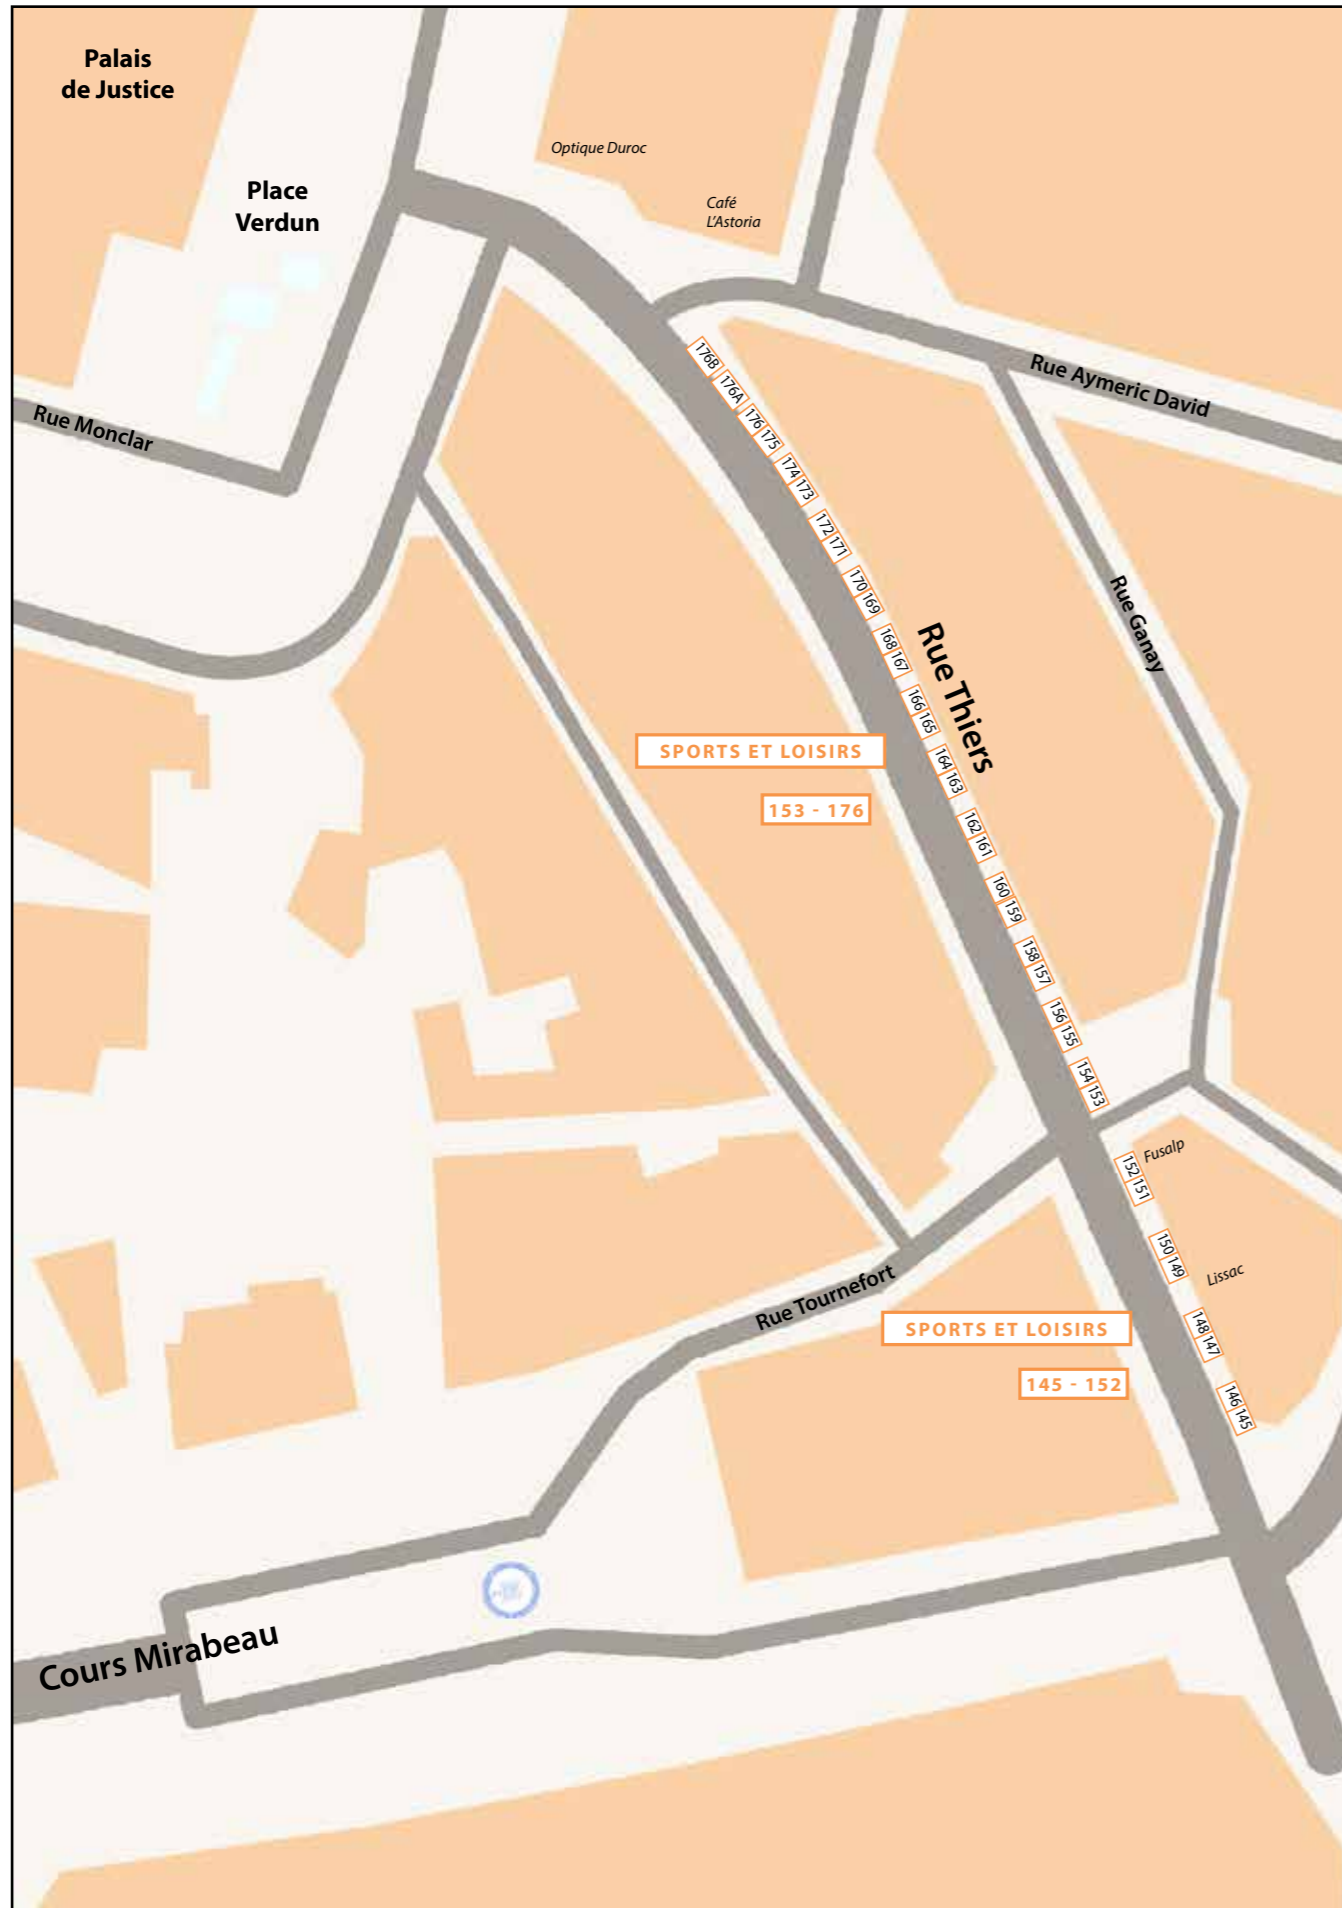 Palais
de Justice
Optique Duroc
Place
Verdun
Café
L'Astoria
176B
176A
176 175
174 173
172 171
170 169
168 167
166 165
164 163
162 161
160 159
158 157
156 155
154 153
Rue Aymeric David
Rue Monclar
Rue Ganay
Rue Thiers
SPORTS ET LOISIRS
153 - 176
Fusalp
152 151
150 149
Lissac
148 147
146 145
Rue Tournefort
SPORTS ET LOISIRS
145 - 152
Cours Mirabeau